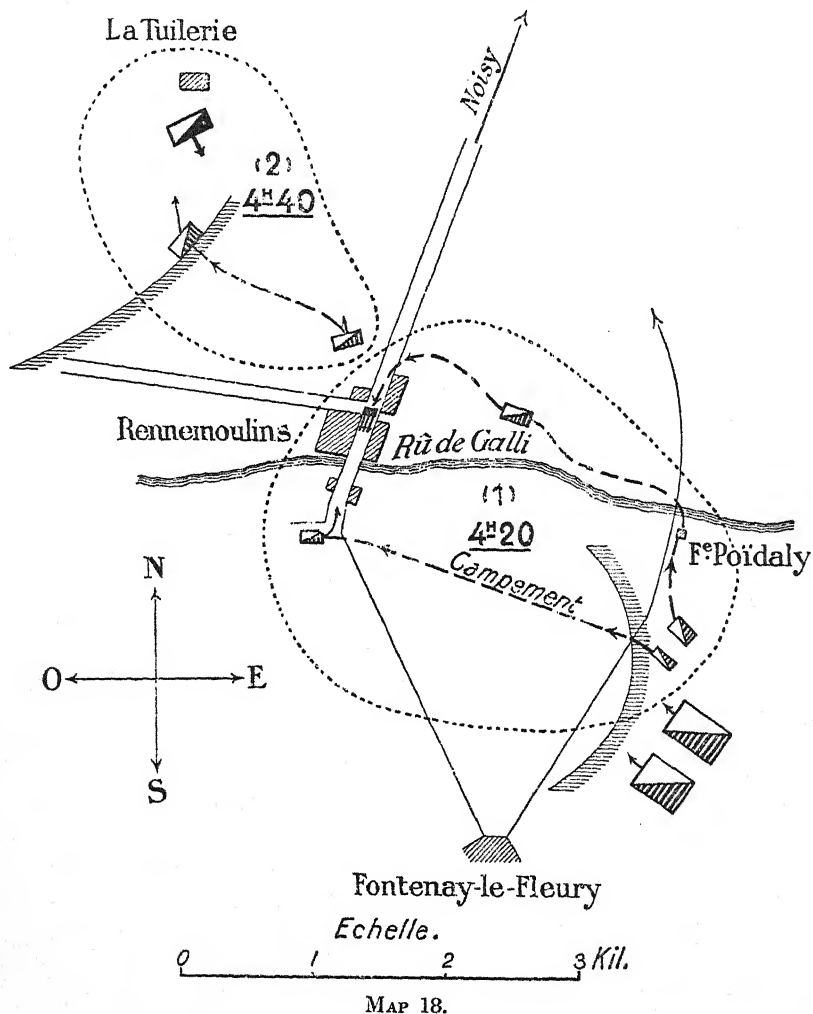 La Tuilerie
Noisy
(2)
4ᴴ40
Rennemoulins
Rû de Galli
(1)
4ᴴ20
Fᵉ. Poïdaly
Campement
N
O
E
S
Fontenay-le-Fleury
Echelle.
0 1 2 3 Kil.
MAP 18.